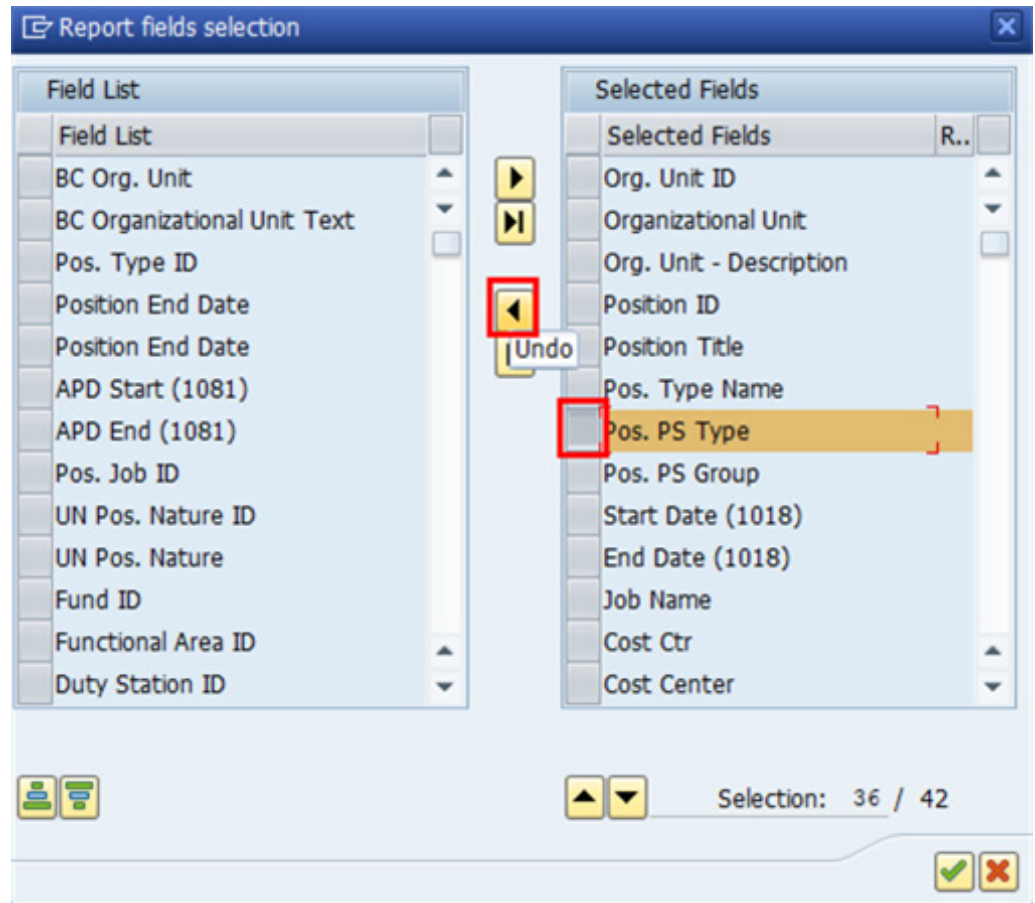 Report fields selection
Field List
Field List
BC Org. Unit
BC Organizational Unit Text
Pos. Type ID
Position End Date
Position End Date
APD Start (1081)
APD End (1081)
Pos. Job ID
UN Pos. Nature ID
UN Pos. Nature
Fund ID
Functional Area ID
Duty Station ID
Undo
Selected Fields
Selected Fields R..
Org. Unit ID
Organizational Unit
Org. Unit - Description
Position ID
Position Title
Pos. Type Name
Pos. PS Type
Pos. PS Group
Start Date (1018)
End Date (1018)
Job Name
Cost Ctr
Cost Center
Selection: 36 / 42